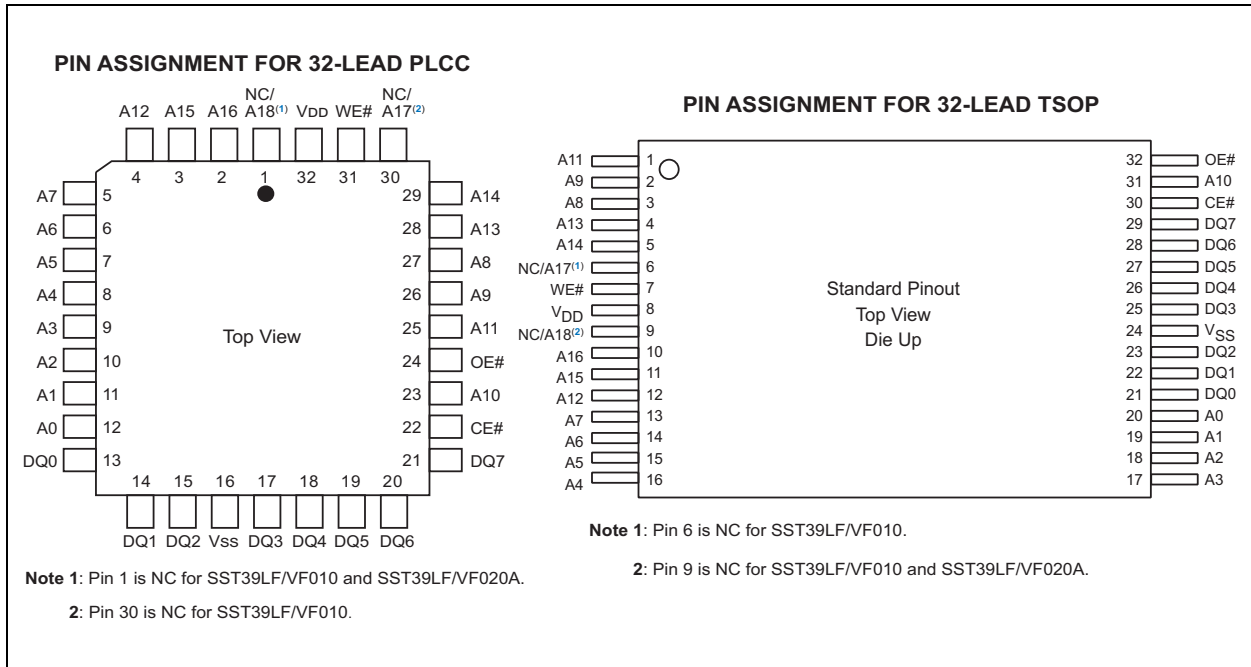 PIN ASSIGNMENT FOR 32-LEAD PLCC
NC/ NC/
A12 A15 A16 A18(1) VDD WE# A17(2)
4 3 2 1 32 31 30
A7 5 29 A14
A6 6 28 A13
A5 7 27 A8
A4 8 26 A9
A3 9 25 A11
Top View
A2 10 24 OE#
A1 11 23 A10
A0 12 22 CE#
DQ0 13 21 DQ7
14 15 16 17 18 19 20
DQ1 DQ2 Vss DQ3 DQ4 DQ5 DQ6
Note 1: Pin 1 is NC for SST39LF/VF010 and SST39LF/VF020A.
2: Pin 30 is NC for SST39LF/VF010.
PIN ASSIGNMENT FOR 32-LEAD TSOP
A11 1 32 OE#
A9 2 31 A10
A8 3 30 CE#
A13 4 29 DQ7
A14 5 28 DQ6
NC/A17(1) 6 27 DQ5
WE# 7 Standard Pinout 26 DQ4
VDD 8 Top View 25 DQ3
NC/A18(2) 9 Die Up 24 VSS
A16 10 23 DQ2
A15 11 22 DQ1
A12 12 21 DQ0
A7 13 20 A0
A6 14 19 A1
A5 15 18 A2
A4 16 17 A3
Note 1: Pin 6 is NC for SST39LF/VF010.
2: Pin 9 is NC for SST39LF/VF010 and SST39LF/VF020A.